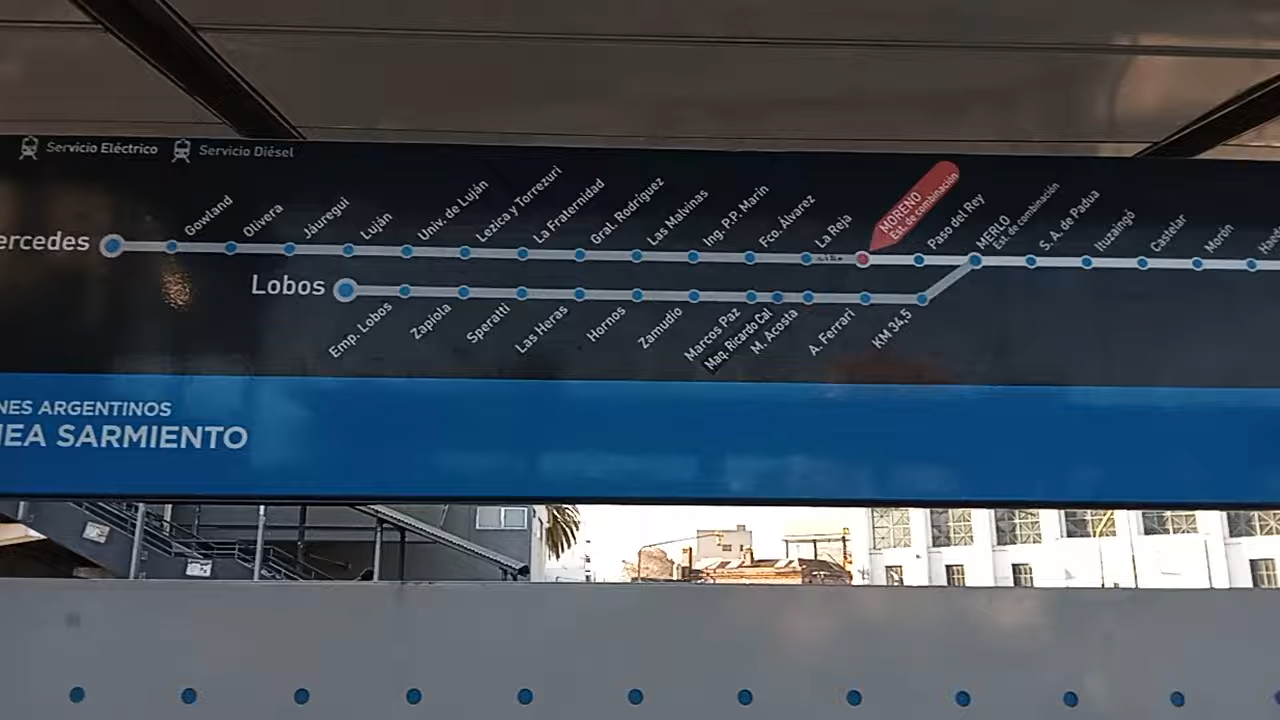 Servicio Eléctrico
Servicio Diésel
ercedes
Gowland
Olivera
Jáuregui
Luján
Univ. de Luján
Lezica y Torrezuri
La Fraternidad
Gral. Rodríguez
Las Malvinas
Ing. P.P. Marín
Fco. Álvarez
La Reja
MORENO
Est. de combinación
Paso del Rey
MERLO
Est. de combinación
S. A. de Padua
Ituzaingó
Castelar
Morón
Haed
Lobos
Emp. Lobos
Zapiola
Speratti
Las Heras
Hornos
Zamudio
Marcos Paz
Maq. Ricardo Cal
M. Acosta
A. Ferrari
KM 34,5
NES ARGENTINOS
NEA SARMIENTO